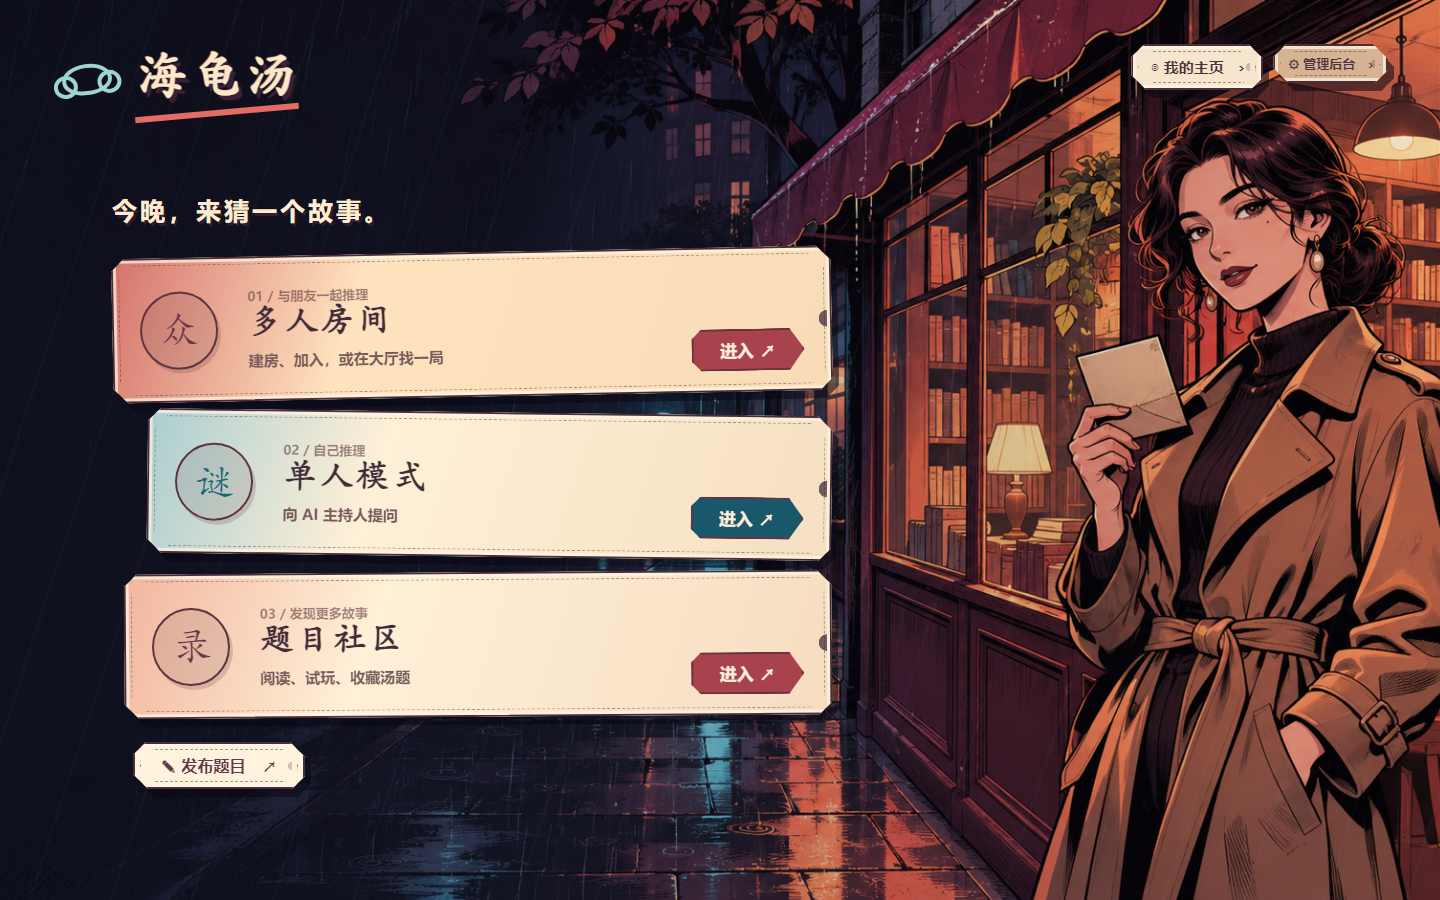 海龟汤
◎ 我的主页 ›
⚙ 管理后台 ›
今晚，来猜一个故事。
众
01 / 与朋友一起推理
多人房间
建房、加入，或在大厅找一局
进入 ↗
谜
02 / 自己推理
单人模式
向 AI 主持人提问
进入 ↗
录
03 / 发现更多故事
题目社区
阅读、试玩、收藏汤题
进入 ↗
✎ 发布题目 ↗